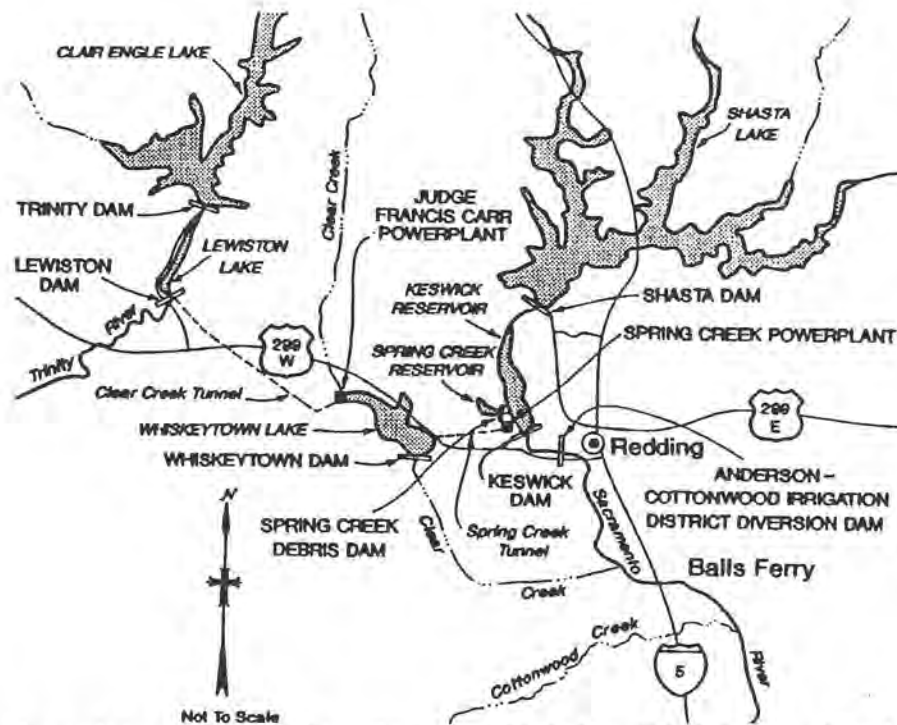 CLAIR ENGLE LAKE
SHASTA
LAKE
Clear Creek
JUDGE
FRANCIS CARR
POWERPLANT
TRINITY DAM
LEWISTON
LAKE
LEWISTON
DAM
KESWICK
RESERVOIR
SHASTA DAM
Trinity River
299
W
SPRING CREEK
RESERVOIR
SPRING CREEK POWERPLANT
Clear Creek Tunnel
299
E
WHISKEYTOWN LAKE
Redding
WHISKEYTOWN DAM
KESWICK
DAM
ANDERSON-
COTTONWOOD IRRIGATION
DISTRICT DIVERSION DAM
SPRING CREEK
DEBRIS DAM
Spring Creek
Tunnel
Clear
Creek
Sacramento
River
Balls Ferry
Cottonwood Creek
5
N
Not To Scale